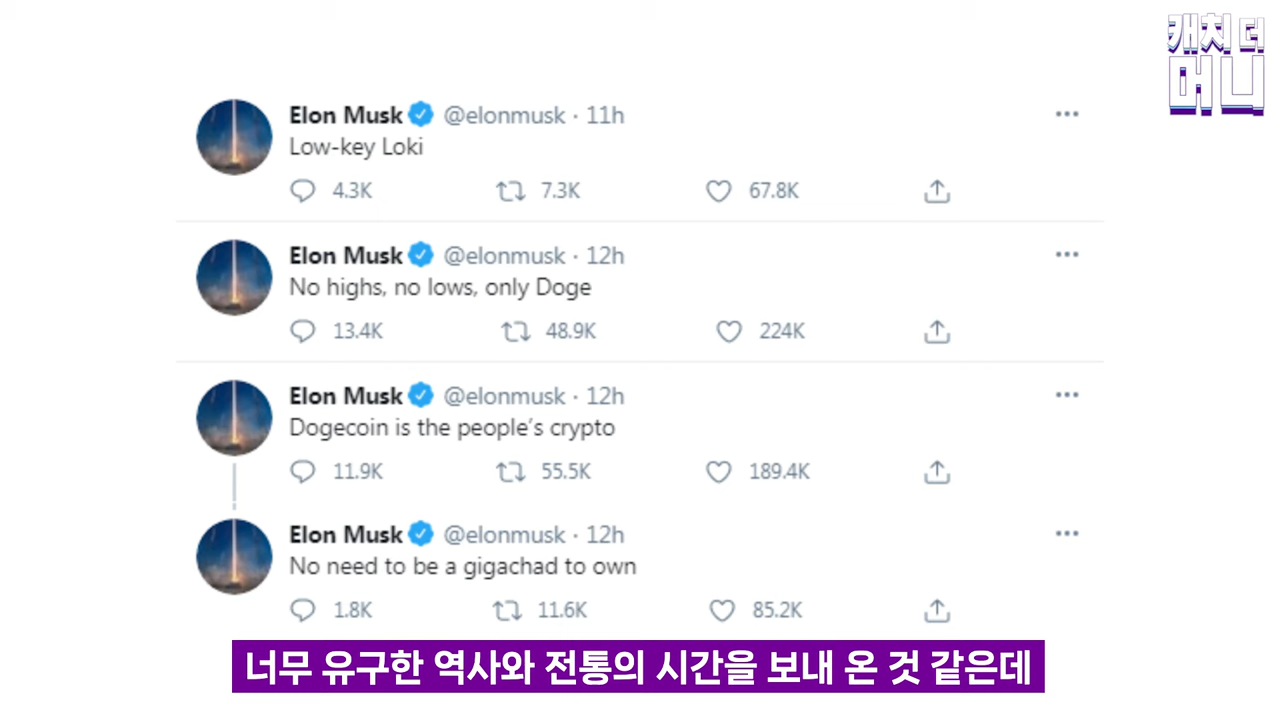 캐치 더
머니
Elon Musk @elonmusk · 11h
Low-key Loki
4.3K 7.3K 67.8K
Elon Musk @elonmusk · 12h
No highs, no lows, only Doge
13.4K 48.9K 224K
Elon Musk @elonmusk · 12h
Dogecoin is the people’s crypto
11.9K 55.5K 189.4K
Elon Musk @elonmusk · 12h
No need to be a gigachad to own
1.8K 11.6K 85.2K
너무 유구한 역사와 전통의 시간을 보내 온 것 같은데